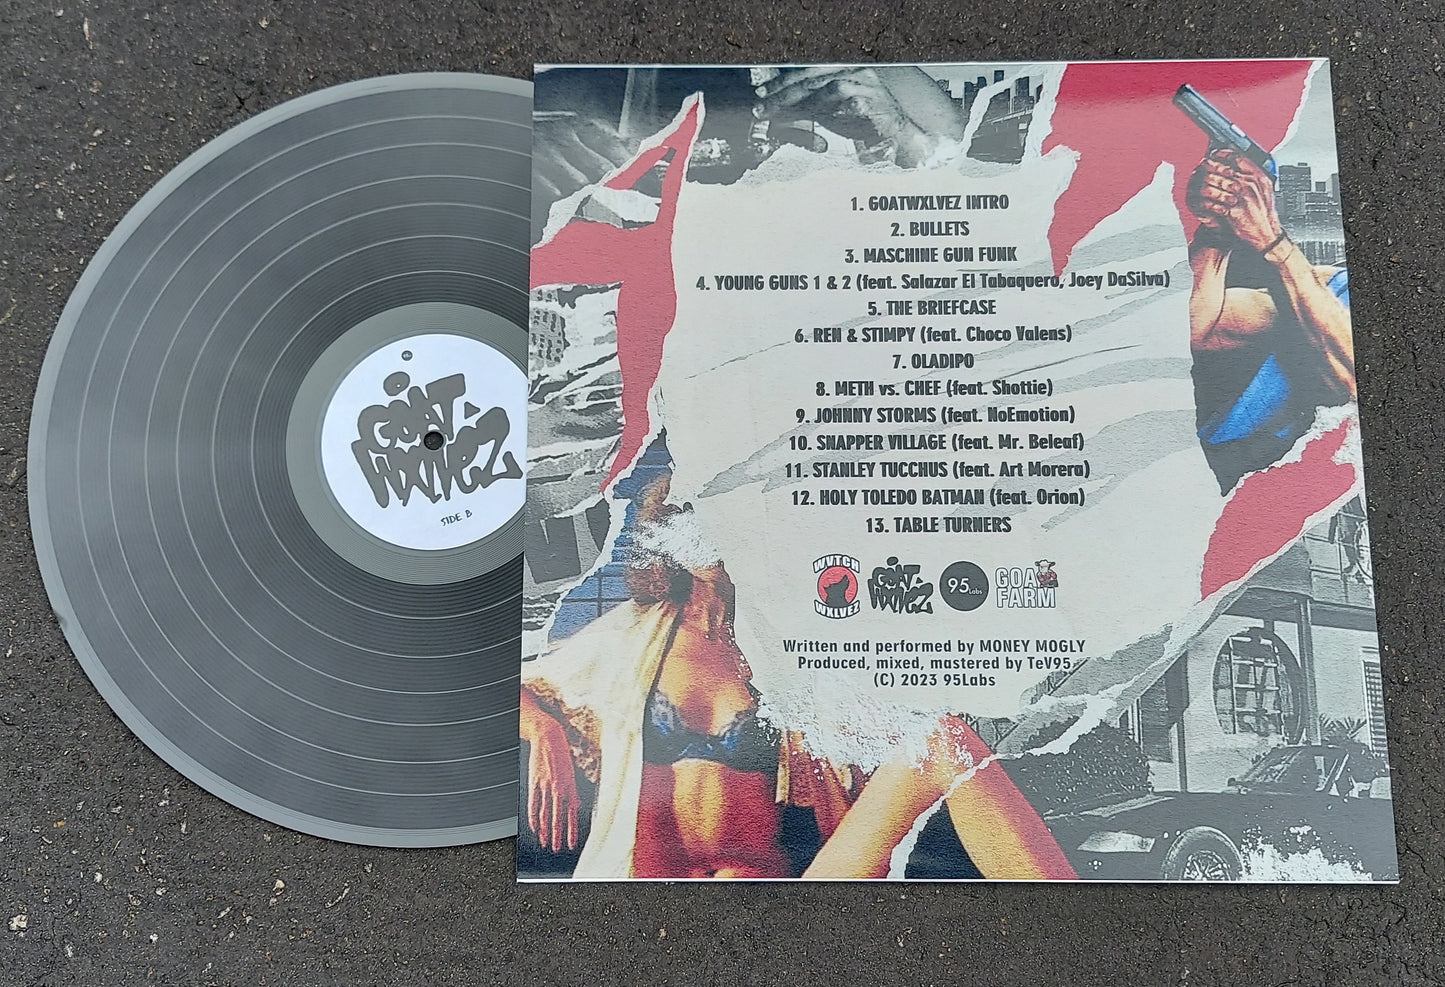 GOAT
WXLVEZ
SIDE B
1. GOATWXLVEZ INTRO
2. BULLETS
3. MASCHINE GUN FUNK
4. YOUNG GUNS 1 & 2 (feat. Salazar El Tabaquero, Joey DaSilva)
5. THE BRIEFCASE
6. REN & STIMPY (feat. Choco Valens)
7. OLADIPO
8. METH vs. CHEF (feat. Shottie)
9. JOHNNY STORMS (feat. NoEmotion)
10. SNAPPER VILLAGE (feat. Mr. Beleaf)
11. STANLEY TUCCHUS (feat. Art Morera)
12. HOLY TOLEDO BATMAN (feat. Orion)
13. TABLE TURNERS
WVTCH
WXLVEZ
GOAT
WXLVEZ
95Labs
GOA
FARM
Written and performed by MONEY MOGLY
Produced, mixed, mastered by TeV95
(C) 2023 95Labs